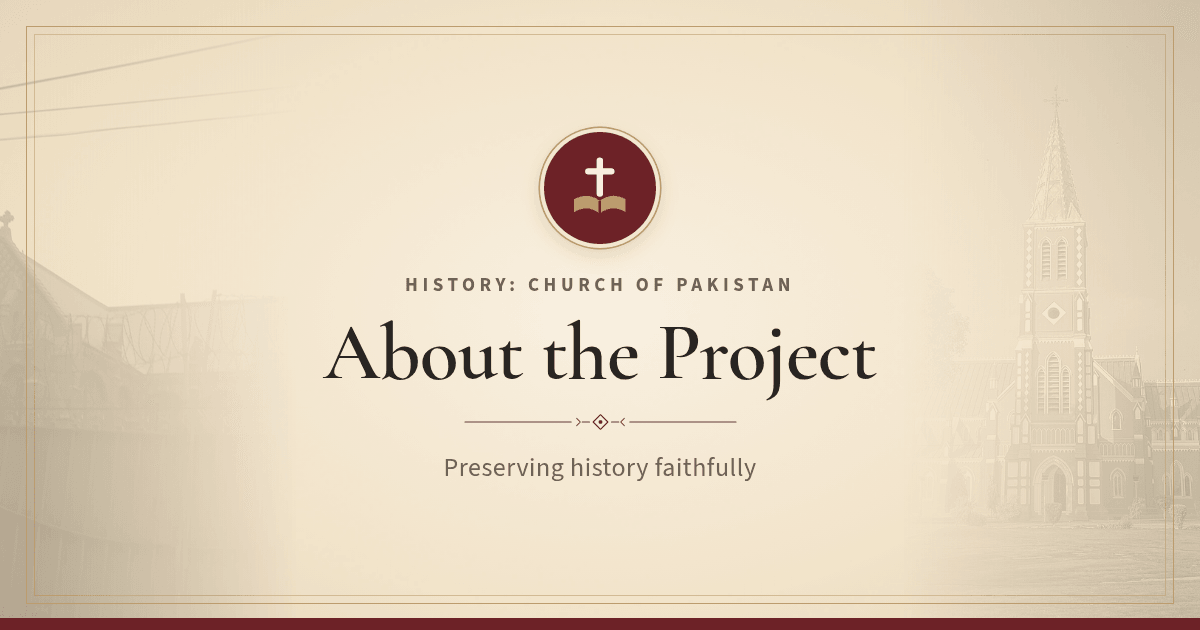 HISTORY: CHURCH OF PAKISTAN
About the Project
Preserving history faithfully